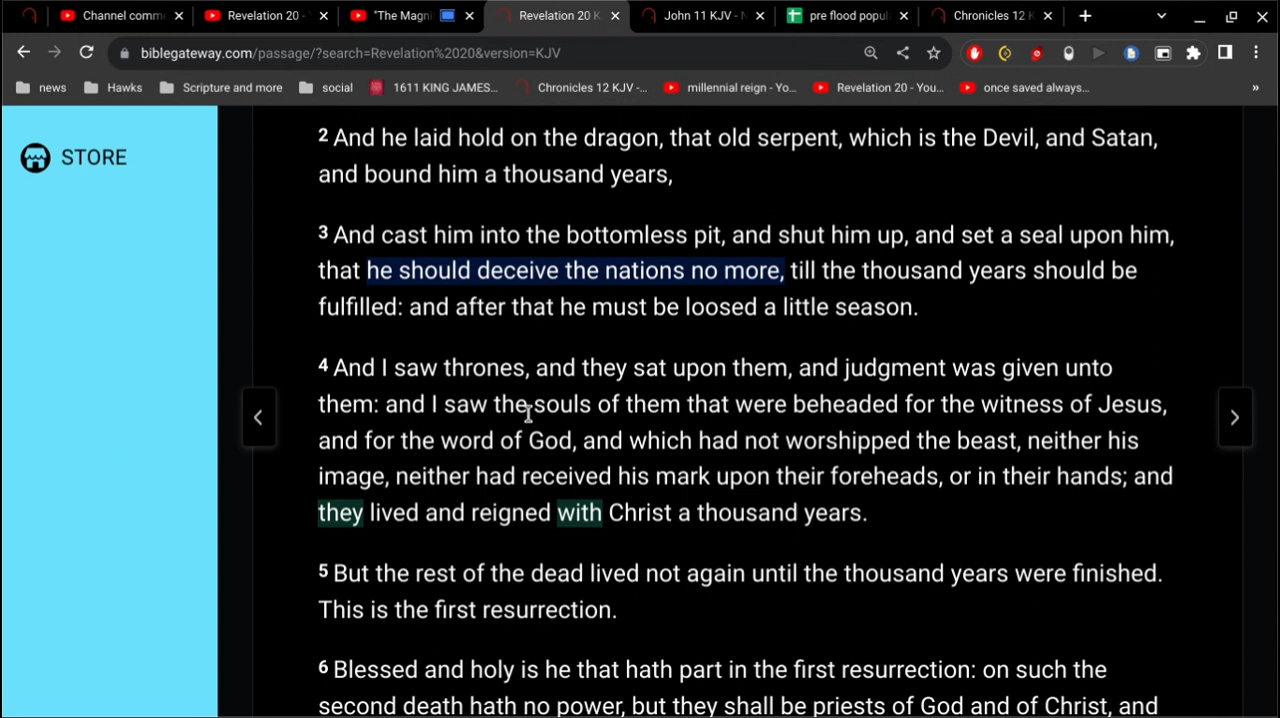 Channel comm
Revelation 20 -
"The Magni
Revelation 20 K
John 11 KJV - N
pre flood popul
Chronicles 12 K
biblegateway.com/passage/?search=Revelation%2020&version=KJV
news
Hawks
Scripture and more
social
1611 KING JAMES...
Chronicles 12 KJV -...
millennial reign - Yo...
Revelation 20 - You...
once saved always...
»
STORE
2 And he laid hold on the dragon, that old serpent, which is the Devil, and Satan,
and bound him a thousand years,
3 And cast him into the bottomless pit, and shut him up, and set a seal upon him,
that he should deceive the nations no more, till the thousand years should be
fulfilled: and after that he must be loosed a little season.
4 And I saw thrones, and they sat upon them, and judgment was given unto
them: and I saw the souls of them that were beheaded for the witness of Jesus,
and for the word of God, and which had not worshipped the beast, neither his
image, neither had received his mark upon their foreheads, or in their hands; and
they lived and reigned with Christ a thousand years.
5 But the rest of the dead lived not again until the thousand years were finished.
This is the first resurrection.
6 Blessed and holy is he that hath part in the first resurrection: on such the
second death hath no power, but they shall be priests of God and of Christ, and